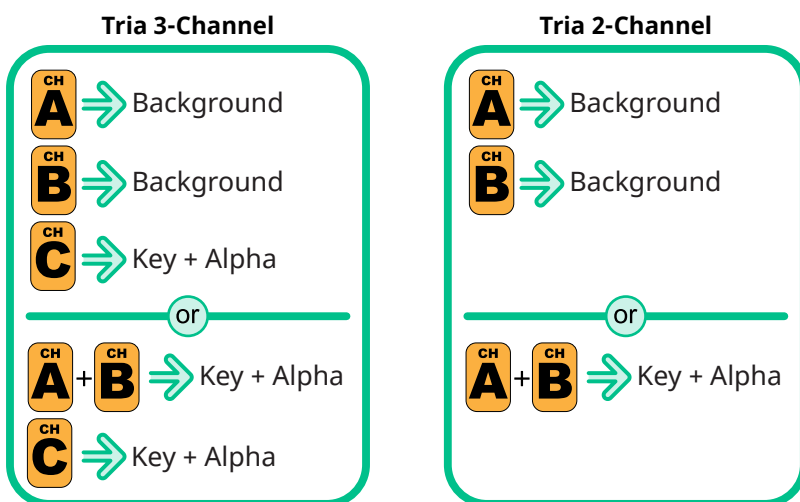 Tria 3-Channel
CH
A
Background
CH
B
Background
CH
C
Key + Alpha
or
CH
A
+
CH
B
Key + Alpha
CH
C
Key + Alpha
Tria 2-Channel
CH
A
Background
CH
B
Background
or
CH
A
+
CH
B
Key + Alpha